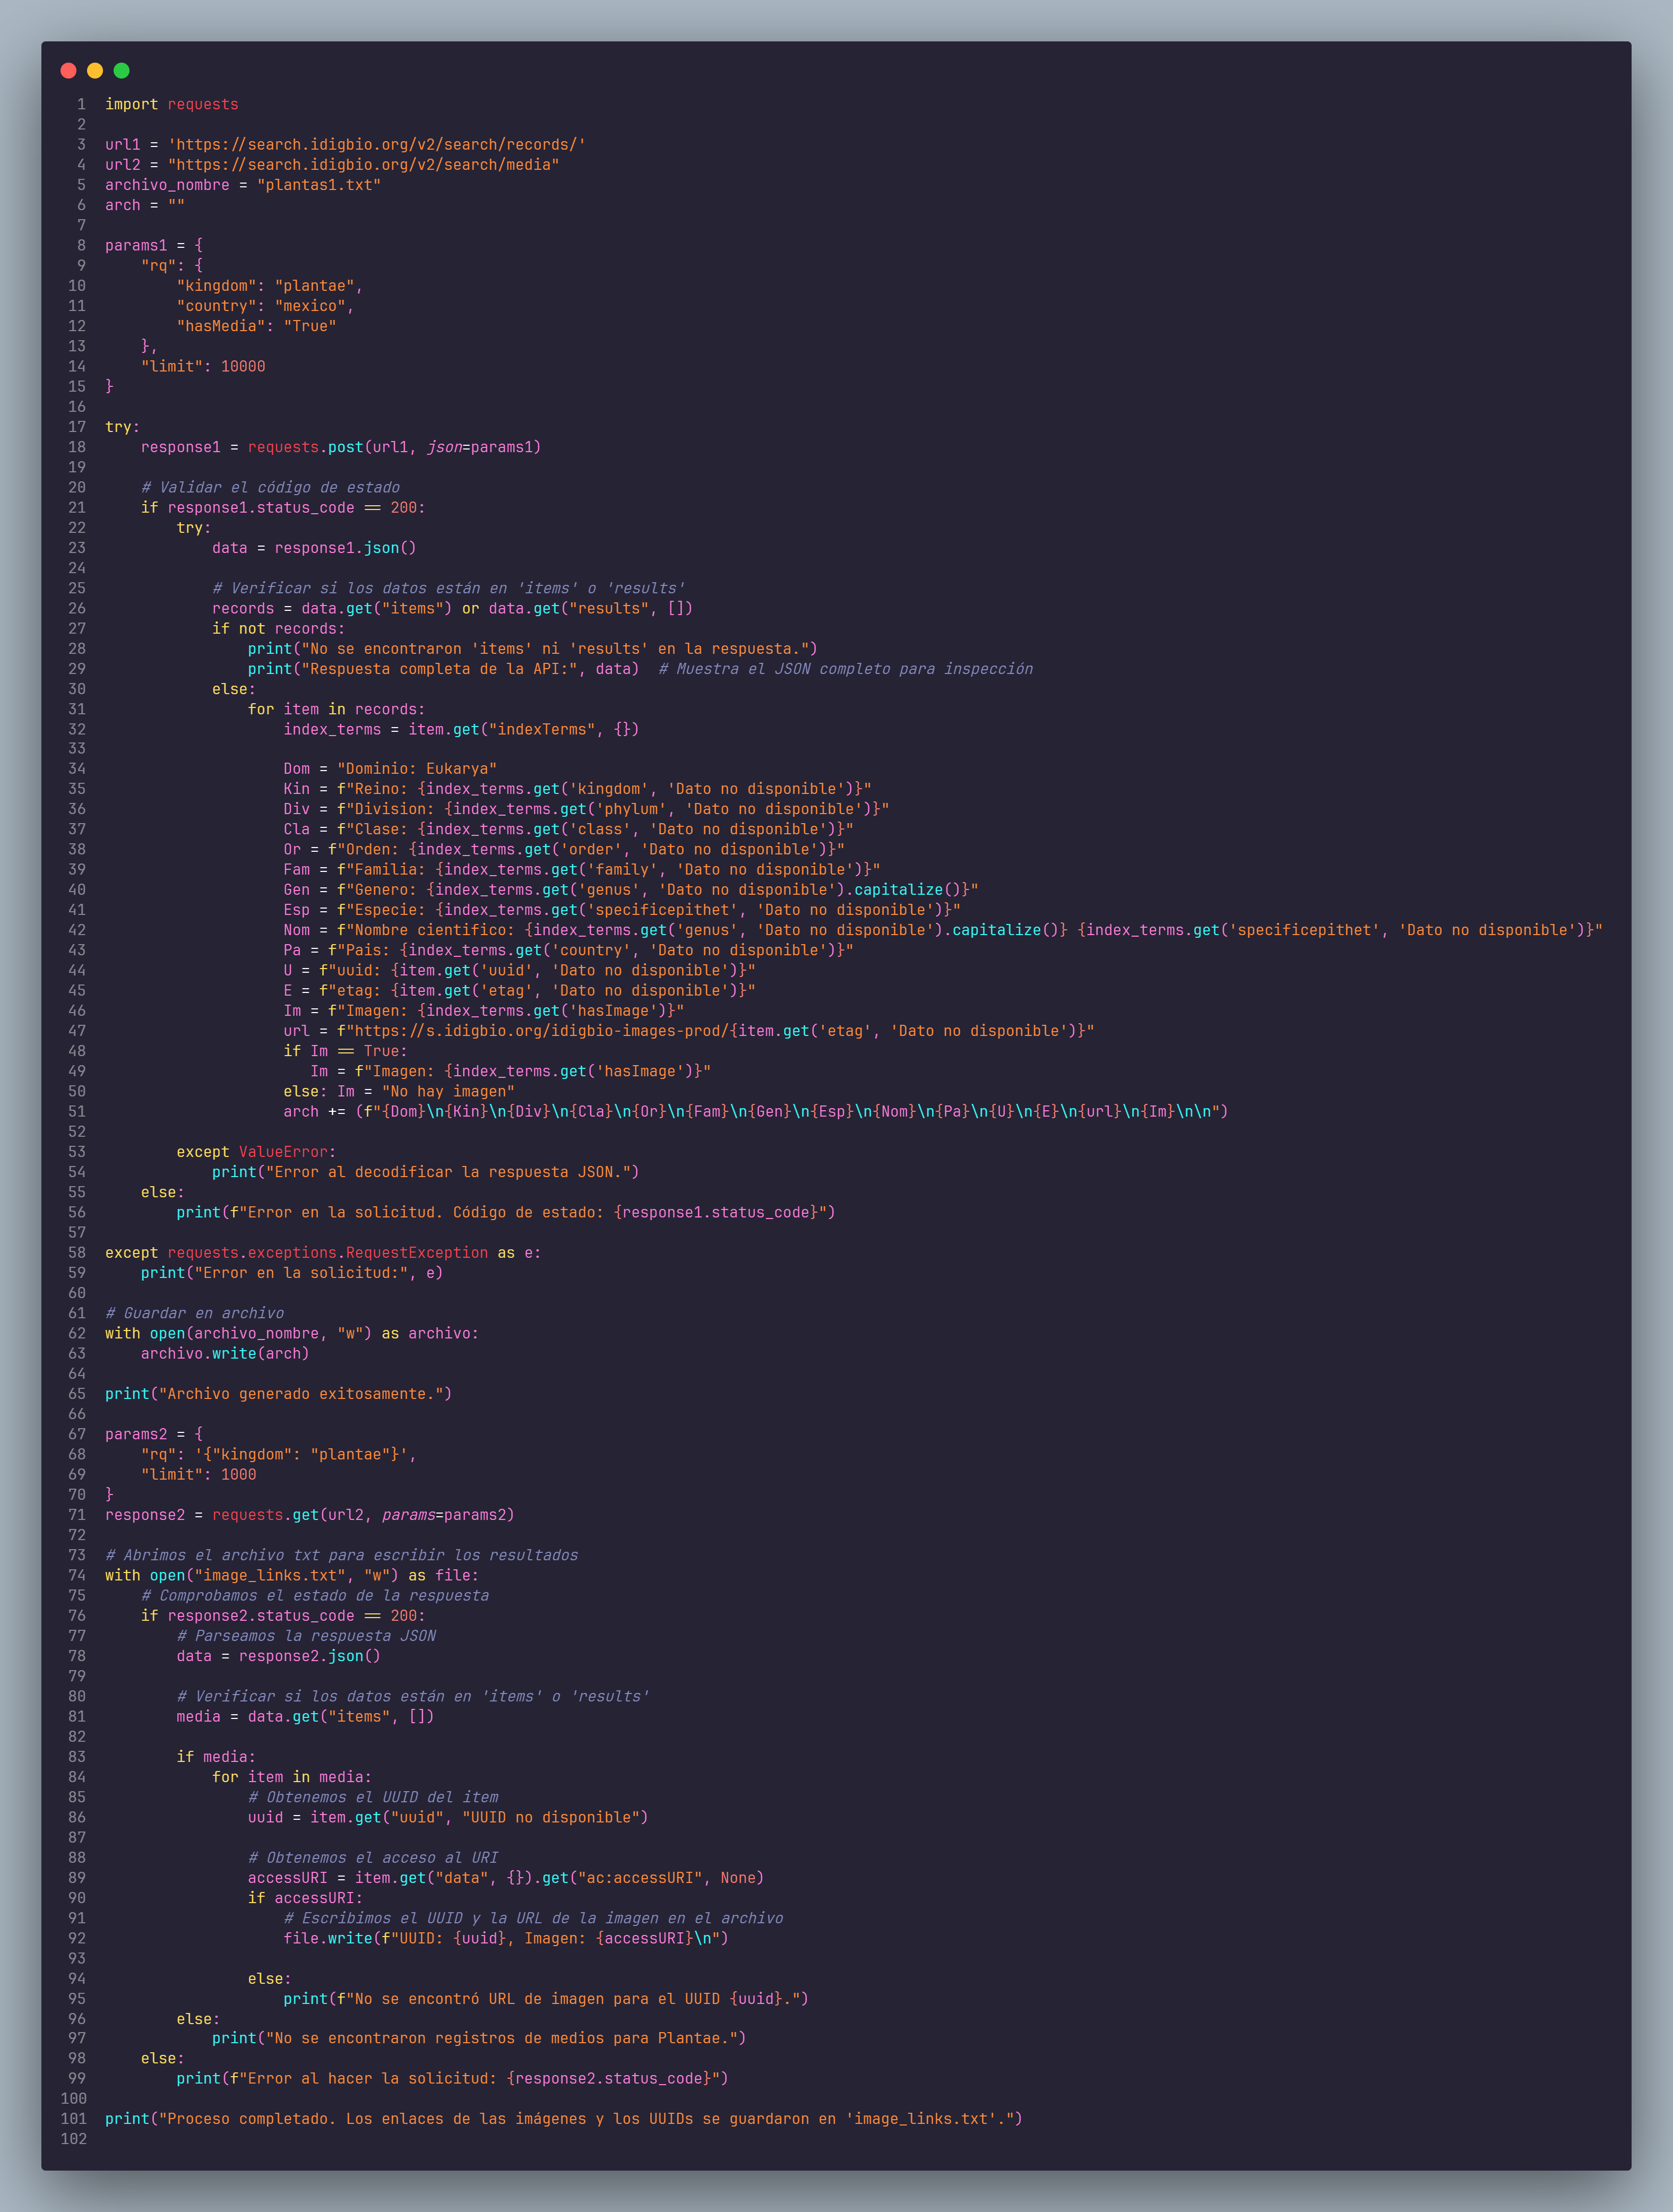 1 import requests
2
3 url1 = 'https://search.idigbio.org/v2/search/records/'
4 url2 = "https://search.idigbio.org/v2/search/media"
5 archivo_nombre = "plantas1.txt"
6 arch = ""
7
8 params1 = {
9     "rq": {
10         "kingdom": "plantae",
11         "country": "mexico",
12         "hasMedia": "True"
13     },
14     "limit": 10000
15 }
16
17 try:
18     response1 = requests.post(url1, json=params1)
19
20     # Validar el código de estado
21     if response1.status_code == 200:
22         try:
23             data = response1.json()
24
25             # Verificar si los datos están en 'items' o 'results'
26             records = data.get("items") or data.get("results", [])
27             if not records:
28                 print("No se encontraron 'items' ni 'results' en la respuesta.")
29                 print("Respuesta completa de la API:", data)  # Muestra el JSON completo para inspección
30             else:
31                 for item in records:
32                     index_terms = item.get("indexTerms", {})
33
34                     Dom = "Dominio: Eukarya"
35                     Kin = f"Reino: {index_terms.get('kingdom', 'Dato no disponible')}"
36                     Div = f"Division: {index_terms.get('phylum', 'Dato no disponible')}"
37                     Cla = f"Clase: {index_terms.get('class', 'Dato no disponible')}"
38                     Or = f"Orden: {index_terms.get('order', 'Dato no disponible')}"
39                     Fam = f"Familia: {index_terms.get('family', 'Dato no disponible')}"
40                     Gen = f"Genero: {index_terms.get('genus', 'Dato no disponible').capitalize()}"
41                     Esp = f"Especie: {index_terms.get('specificepithet', 'Dato no disponible')}"
42                     Nom = f"Nombre cientifico: {index_terms.get('genus', 'Dato no disponible').capitalize()} {index_terms.get('specificepithet', 'Dato no disponible')}"
43                     Pa = f"Pais: {index_terms.get('country', 'Dato no disponible')}"
44                     U = f"uuid: {item.get('uuid', 'Dato no disponible')}"
45                     E = f"etag: {item.get('etag', 'Dato no disponible')}"
46                     Im = f"Imagen: {index_terms.get('hasImage')}"
47                     url = f"https://s.idigbio.org/idigbio-images-prod/{item.get('etag', 'Dato no disponible')}"
48                     if Im == True:
49                        Im = f"Imagen: {index_terms.get('hasImage')}"
50                     else: Im = "No hay imagen"
51                     arch += (f"{Dom}\n{Kin}\n{Div}\n{Cla}\n{Or}\n{Fam}\n{Gen}\n{Esp}\n{Nom}\n{Pa}\n{U}\n{E}\n{url}\n{Im}\n\n")
52
53         except ValueError:
54             print("Error al decodificar la respuesta JSON.")
55     else:
56         print(f"Error en la solicitud. Código de estado: {response1.status_code}")
57
58 except requests.exceptions.RequestException as e:
59     print("Error en la solicitud:", e)
60
61 # Guardar en archivo
62 with open(archivo_nombre, "w") as archivo:
63     archivo.write(arch)
64
65 print("Archivo generado exitosamente.")
66
67 params2 = {
68     "rq": '{"kingdom": "plantae"}',
69     "limit": 1000
70 }
71 response2 = requests.get(url2, params=params2)
72
73 # Abrimos el archivo txt para escribir los resultados
74 with open("image_links.txt", "w") as file:
75     # Comprobamos el estado de la respuesta
76     if response2.status_code == 200:
77         # Parseamos la respuesta JSON
78         data = response2.json()
79
80         # Verificar si los datos están en 'items' o 'results'
81         media = data.get("items", [])
82
83         if media:
84             for item in media:
85                 # Obtenemos el UUID del item
86                 uuid = item.get("uuid", "UUID no disponible")
87
88                 # Obtenemos el acceso al URI
89                 accessURI = item.get("data", {}).get("ac:accessURI", None)
90                 if accessURI:
91                     # Escribimos el UUID y la URL de la imagen en el archivo
92                     file.write(f"UUID: {uuid}, Imagen: {accessURI}\n")
93
94                 else:
95                     print(f"No se encontró URL de imagen para el UUID {uuid}.")
96         else:
97             print("No se encontraron registros de medios para Plantae.")
98     else:
99         print(f"Error al hacer la solicitud: {response2.status_code}")
100
101 print("Proceso completado. Los enlaces de las imágenes y los UUIDs se guardaron en 'image_links.txt'.")
102